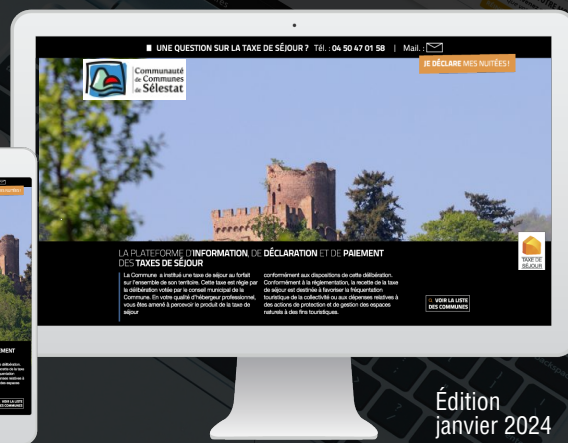 UNE QUESTION SUR LA TAXE DE SÉJOUR ? Tél. : 04 50 47 01 58 | Mail. :
JE DÉCLARE MES NUITÉES !
Communauté
de Communes
de Sélestat
LA PLATEFORME D'INFORMATION, DE DÉCLARATION ET DE PAIEMENT
DES TAXES DE SÉJOUR
La Commune a institué une taxe de séjour au forfait
sur l'ensemble de son territoire. Cette taxe est régie par
la délibération votée par le conseil municipal de la
Commune. En votre qualité d'hébergeur professionnel,
vous êtes amené à percevoir le produit de la taxe de
séjour
conformément aux dispositions de cette délibération.
Conformément à la réglementation, la recette de la taxe
de séjour est destinée à favoriser la fréquentation
touristique de la collectivité ou aux dépenses relatives à
des actions de protection et de gestion des espaces
naturels à des fins touristiques.
TAXE DE
SÉJOUR
VOIR LA LISTE
DES COMMUNES
VOIR LA LISTE
DES COMMUNES
Édition
janvier 2024